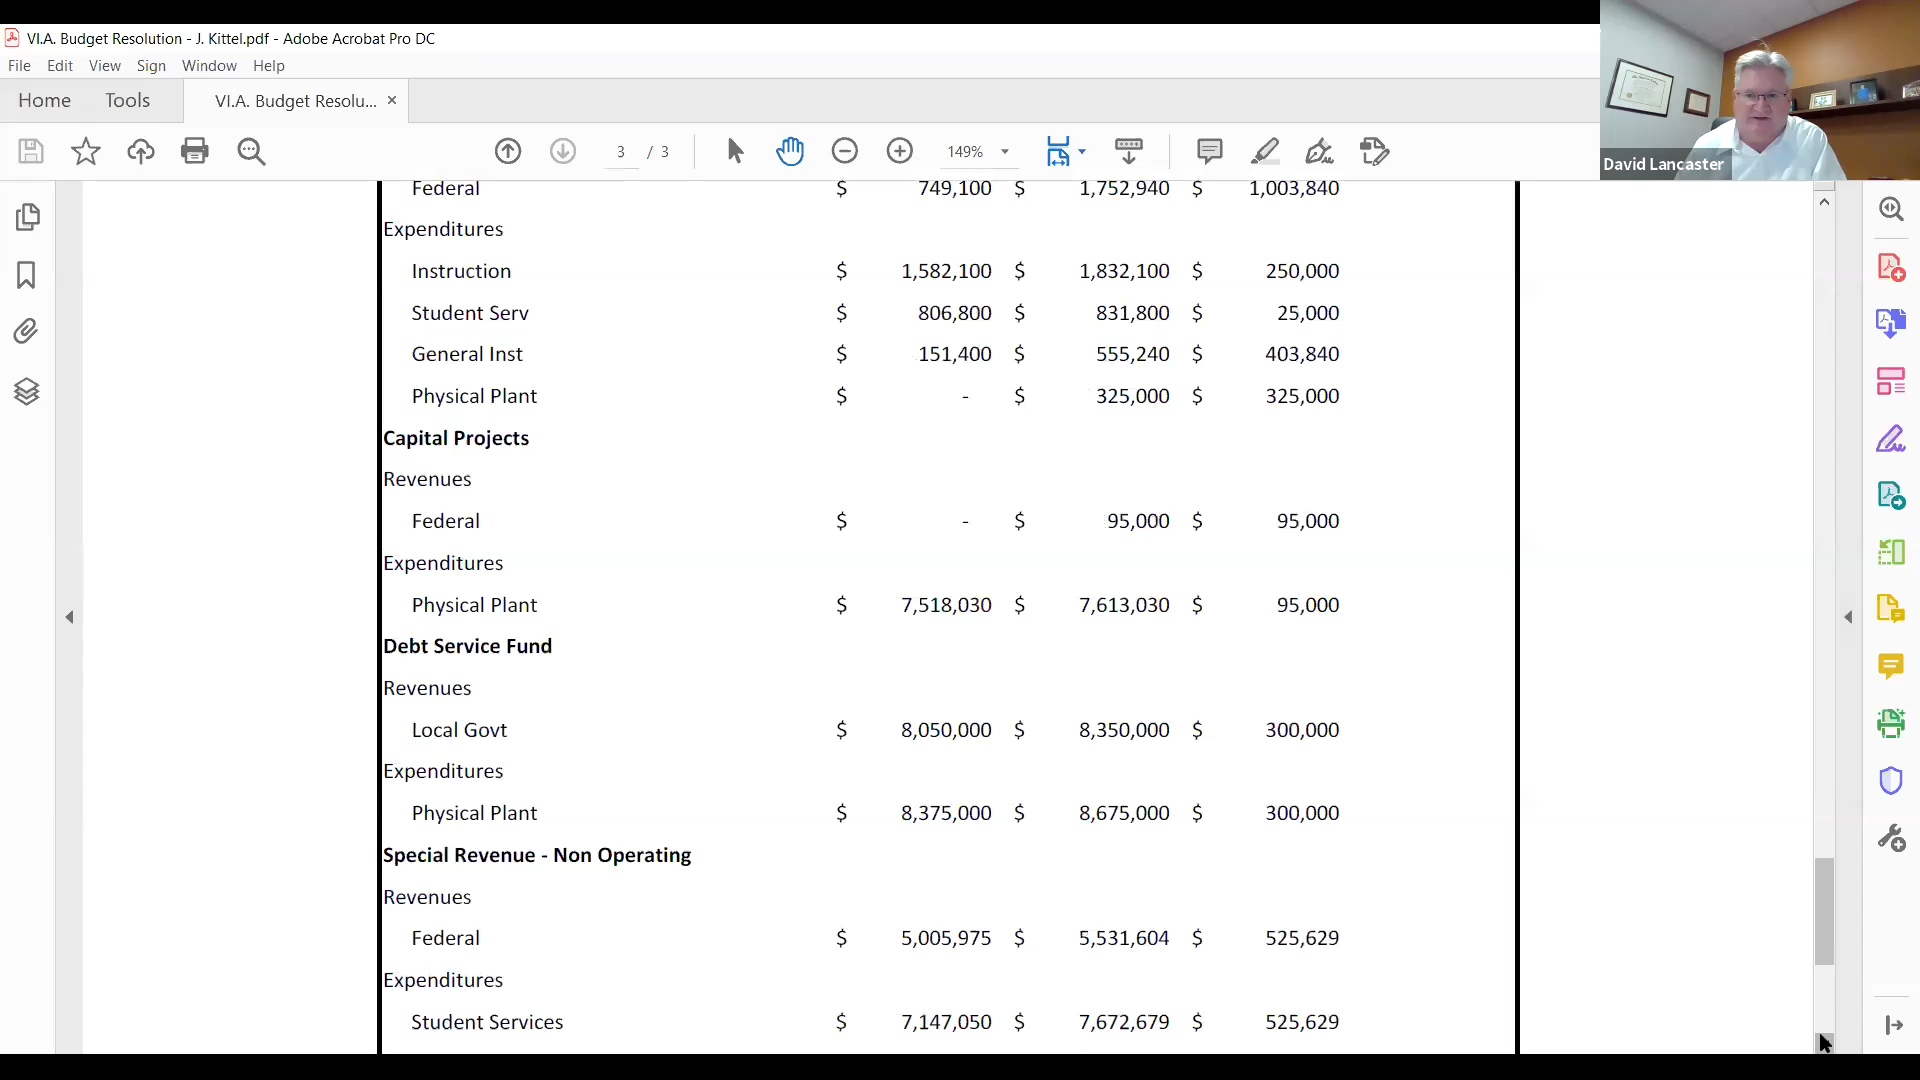 VI.A. Budget Resolution - J. Kittel.pdf - Adobe Acrobat Pro DC
File Edit View Sign Window Help
Home Tools VI.A. Budget Resolu... ×
3 / 3 149%
David Lancaster
Federal $ 749,100 $ 1,752,940 $ 1,003,840
Expenditures
Instruction $ 1,582,100 $ 1,832,100 $ 250,000
Student Serv $ 806,800 $ 831,800 $ 25,000
General Inst $ 151,400 $ 555,240 $ 403,840
Physical Plant $ - $ 325,000 $ 325,000
Capital Projects
Revenues
Federal $ - $ 95,000 $ 95,000
Expenditures
Physical Plant $ 7,518,030 $ 7,613,030 $ 95,000
Debt Service Fund
Revenues
Local Govt $ 8,050,000 $ 8,350,000 $ 300,000
Expenditures
Physical Plant $ 8,375,000 $ 8,675,000 $ 300,000
Special Revenue - Non Operating
Revenues
Federal $ 5,005,975 $ 5,531,604 $ 525,629
Expenditures
Student Services $ 7,147,050 $ 7,672,679 $ 525,629